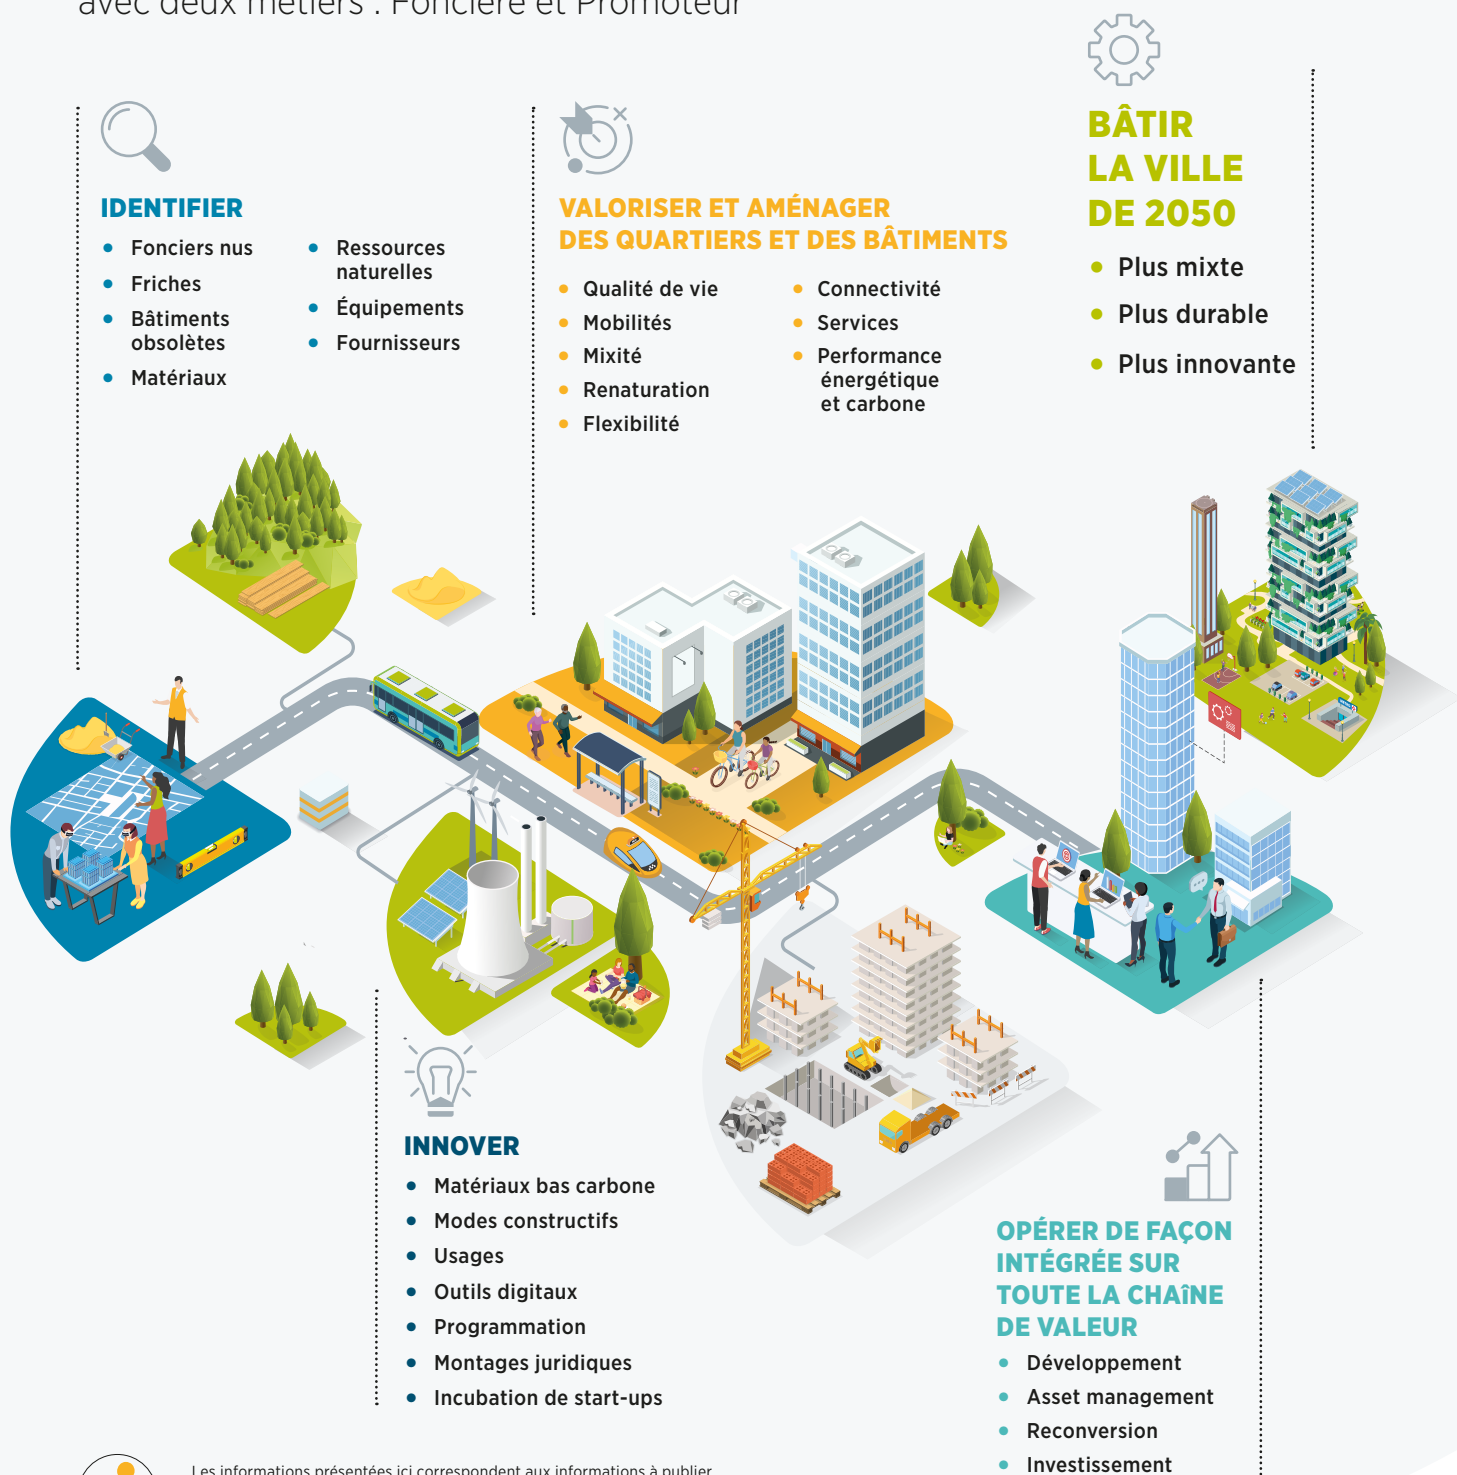 avec deux métiers : Foncière et Promoteur
IDENTIFIER
Fonciers nus
Friches
Bâtiments
obsolètes
Matériaux
Ressources
naturelles
Équipements
Fournisseurs
VALORISER ET AMÉNAGER
DES QUARTIERS ET DES BÂTIMENTS
Qualité de vie
Mobilités
Mixité
Renaturation
Flexibilité
Connectivité
Services
Performance
énergétique
et carbone
BÂTIR
LA VILLE
DE 2050
Plus mixte
Plus durable
Plus innovante
INNOVER
Matériaux bas carbone
Modes constructifs
Usages
Outils digitaux
Programmation
Montages juridiques
Incubation de start-ups
OPÉRER DE FAÇON
INTÉGRÉE SUR
TOUTE LA CHAîNE
DE VALEUR
Développement
Asset management
Reconversion
Investissement
Les informations présentées ici correspondent aux informations à publier